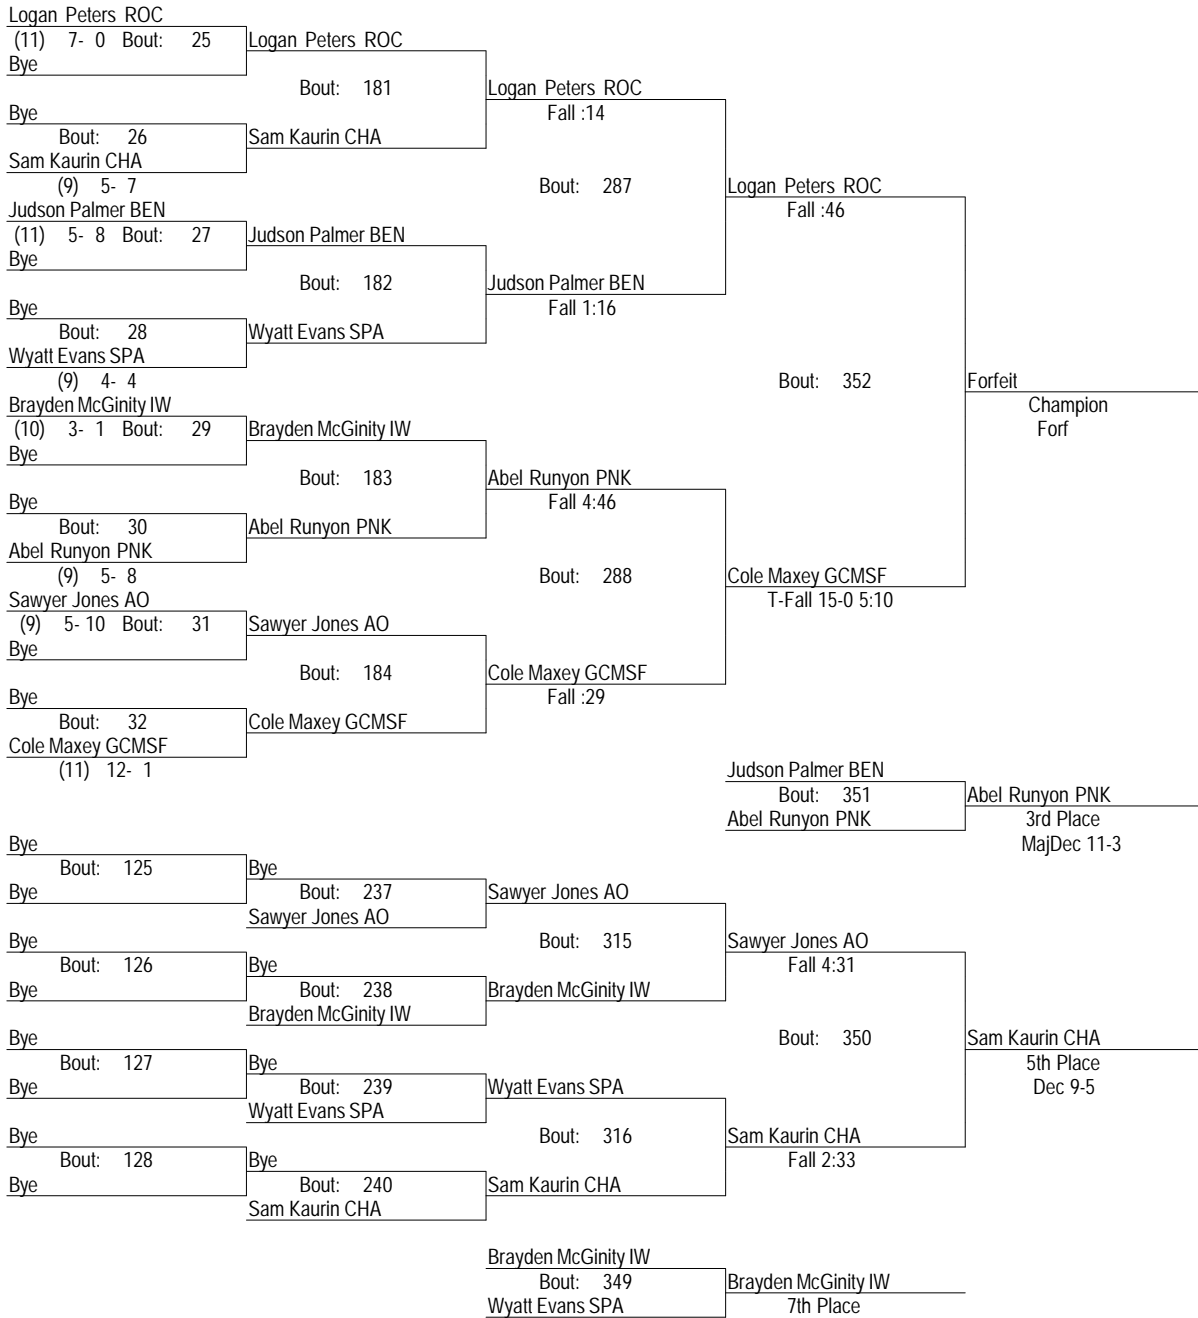 Logan Peters ROC
(11) 7- 0 Bout: 25
Logan Peters ROC
Bye
Bout: 181
Logan Peters ROC
Fall :14
Bye
Bout: 26
Sam Kaurin CHA
Sam Kaurin CHA
(9) 5- 7
Bout: 287
Logan Peters ROC
Fall :46
Judson Palmer BEN
(11) 5- 8 Bout: 27
Judson Palmer BEN
Bye
Bout: 182
Judson Palmer BEN
Fall 1:16
Bye
Bout: 28
Wyatt Evans SPA
Wyatt Evans SPA
(9) 4- 4
Bout: 352
Forfeit
Champion
Forf
Brayden McGinity IW
(10) 3- 1 Bout: 29
Brayden McGinity IW
Bye
Bout: 183
Abel Runyon PNK
Fall 4:46
Bye
Bout: 30
Abel Runyon PNK
Abel Runyon PNK
(9) 5- 8
Bout: 288
Cole Maxey GCMSF
T-Fall 15-0 5:10
Sawyer Jones AO
(9) 5- 10 Bout: 31
Sawyer Jones AO
Bye
Bout: 184
Cole Maxey GCMSF
Fall :29
Bye
Bout: 32
Cole Maxey GCMSF
Cole Maxey GCMSF
(11) 12- 1
Judson Palmer BEN
Bout: 351
Abel Runyon PNK
Abel Runyon PNK
3rd Place
MajDec 11-3
Bye
Bout: 125
Bye
Bye
Bout: 237
Sawyer Jones AO
Sawyer Jones AO
Bout: 315
Sawyer Jones AO
Fall 4:31
Bye
Bout: 126
Bye
Bye
Bout: 238
Brayden McGinity IW
Brayden McGinity IW
Bout: 350
Sam Kaurin CHA
5th Place
Dec 9-5
Bye
Bout: 127
Bye
Bye
Bout: 239
Wyatt Evans SPA
Wyatt Evans SPA
Bout: 316
Sam Kaurin CHA
Fall 2:33
Bye
Bout: 128
Bye
Bye
Bout: 240
Sam Kaurin CHA
Sam Kaurin CHA
Brayden McGinity IW
Bout: 349
Brayden McGinity IW
Wyatt Evans SPA
7th Place